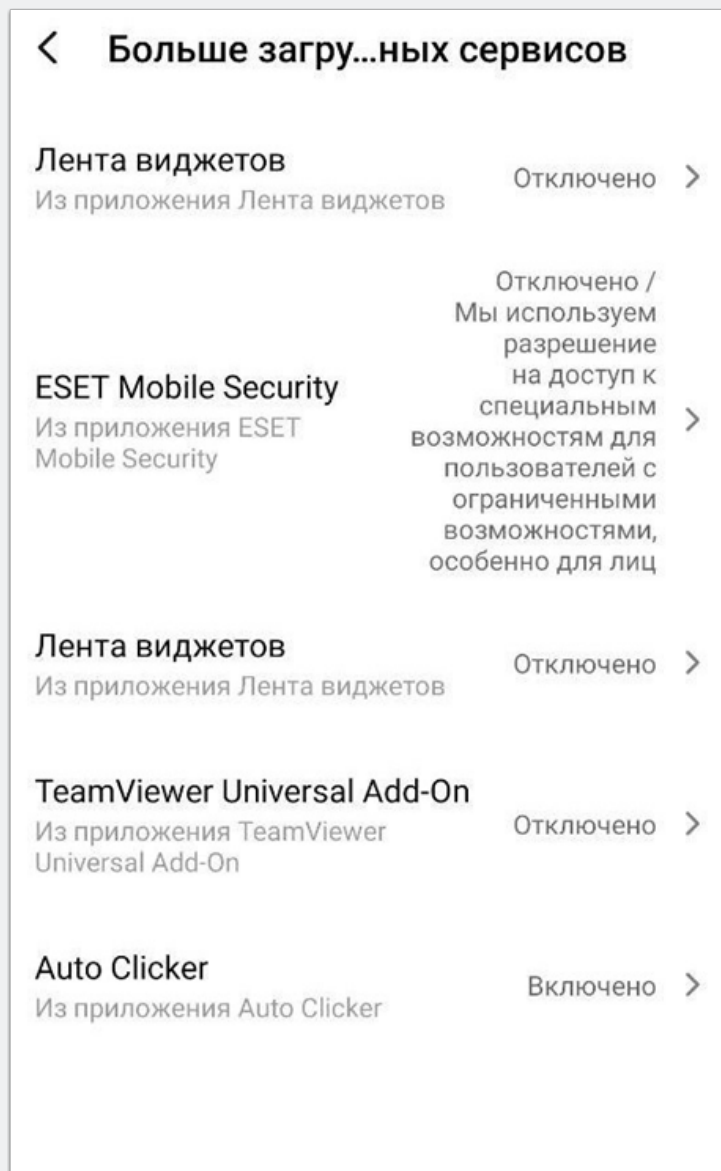 Больше загру...ных сервисов
Лента виджетов
Из приложения Лента виджетов
Отключено
ESET Mobile Security
Из приложения ESET
Mobile Security
Отключено /
Мы используем
разрешение
на доступ к
специальным
возможностям для
пользователей с
ограниченными
возможностями,
особенно для лиц
Лента виджетов
Из приложения Лента виджетов
Отключено
TeamViewer Universal Add-On
Из приложения TeamViewer
Universal Add-On
Отключено
Auto Clicker
Из приложения Auto Clicker
Включено